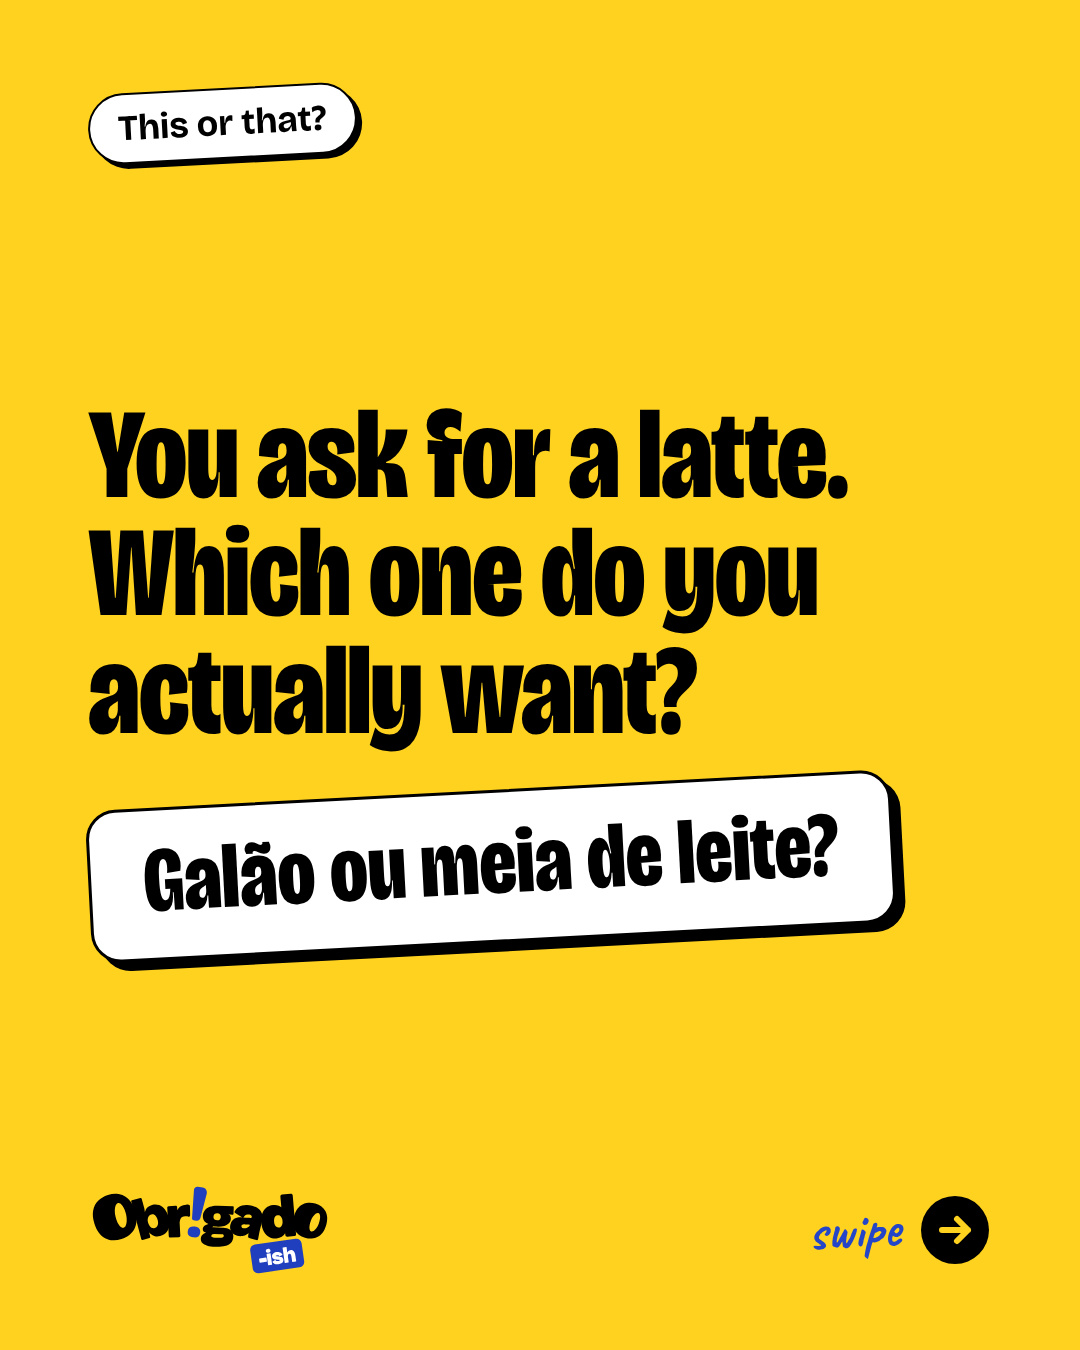 This or that?
You ask for a latte.
Which one do you
actually want?
Galão ou meia de leite?
Obr!gado
-ish
swipe